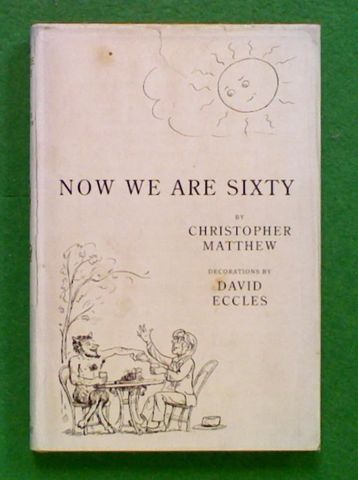 NOW WE ARE SIXTY
BY
CHRISTOPHER
MATTHEW
DECORATIONS BY
DAVID
ECCLES